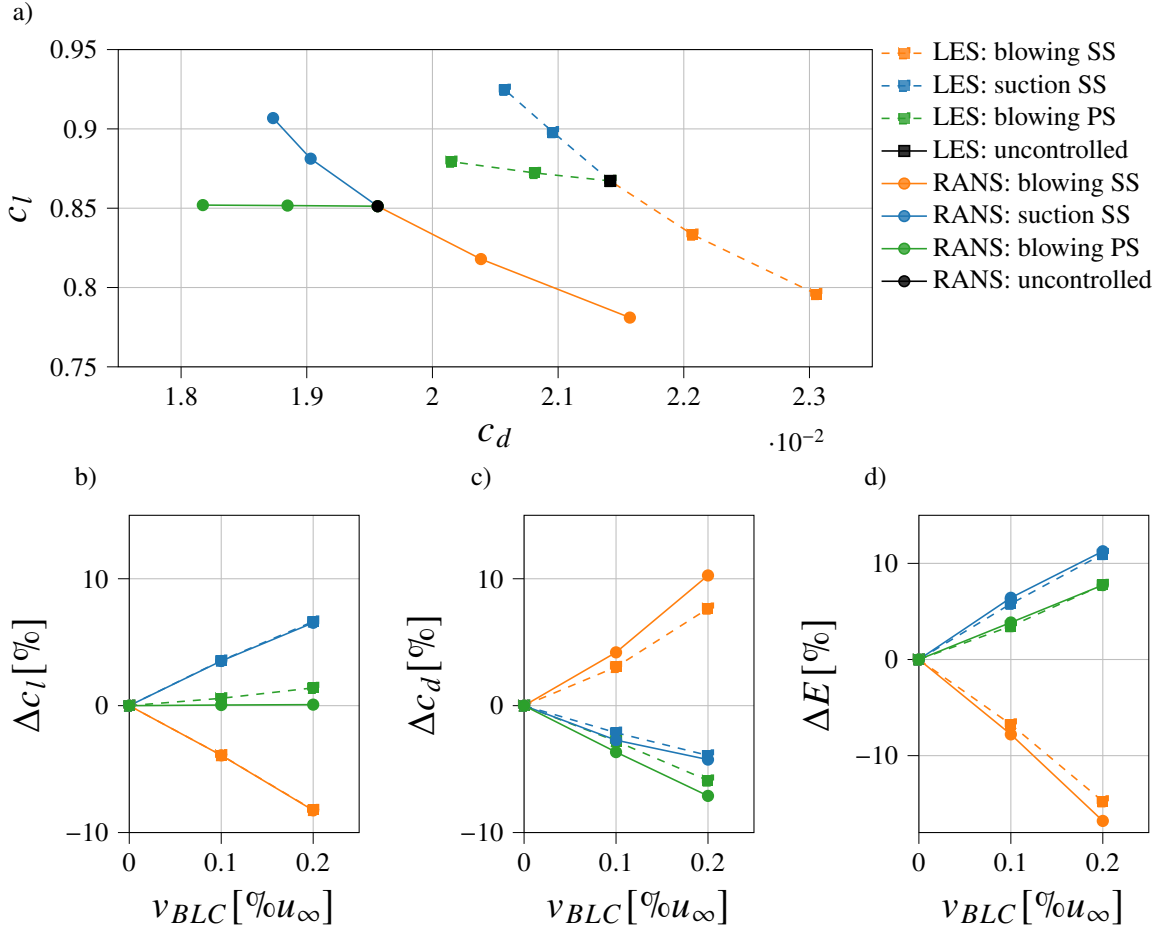 a)
0.95
0.9
0.85
0.8
0.75
c_l
1.8
1.9
2
2.1
2.2
2.3
c_d
·10^−2
LES: blowing SS
LES: suction SS
LES: blowing PS
LES: uncontrolled
RANS: blowing SS
RANS: suction SS
RANS: blowing PS
RANS: uncontrolled
b)
10
0
−10
Δc_l [%]
0
0.1
0.2
v_BLC [%u_∞]
c)
10
0
−10
Δc_d [%]
0
0.1
0.2
v_BLC [%u_∞]
d)
10
0
−10
ΔE [%]
0
0.1
0.2
v_BLC [%u_∞]